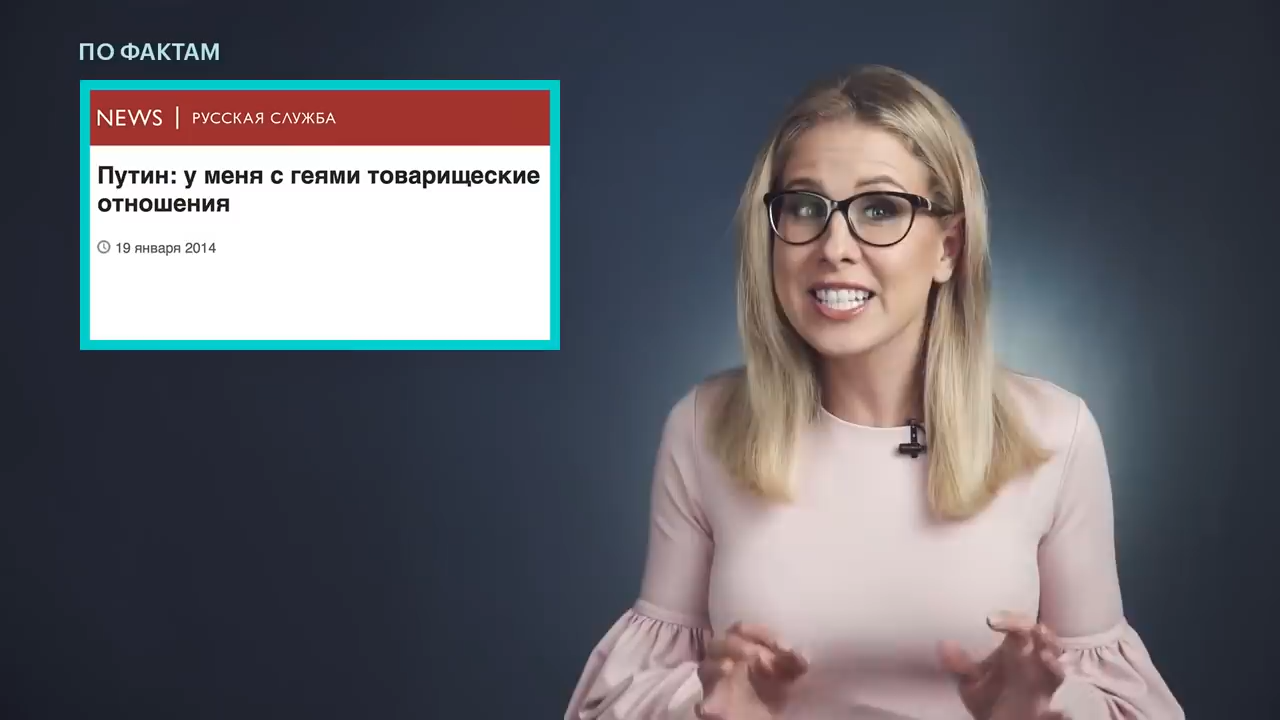 ПО ФАКТАМ
NEWS | РУССКАЯ СЛУЖБА
Путин: у меня с геями товарищеские
отношения
19 января 2014